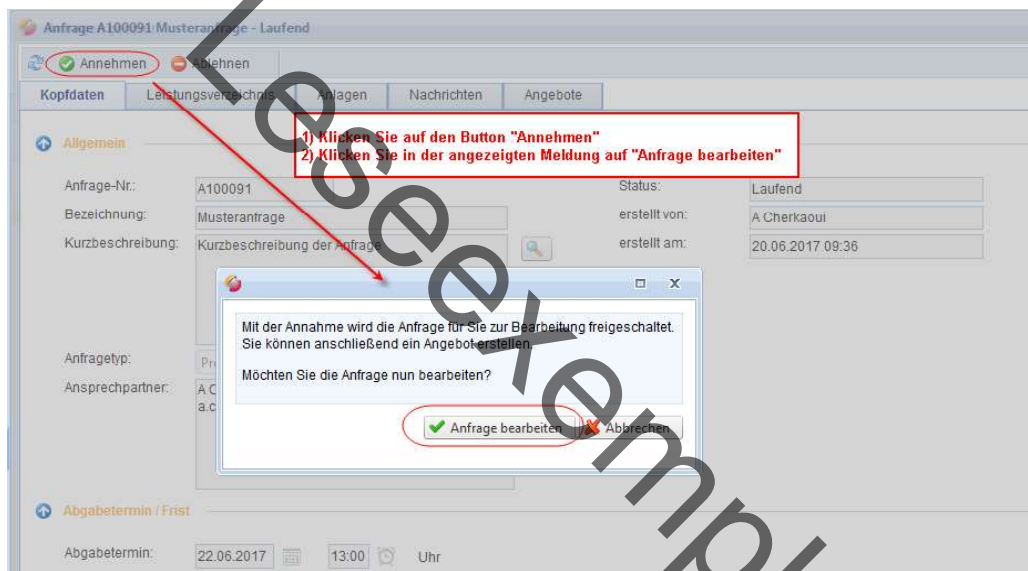 Anfrage A100091 Musteranfrage - Laufend
Annehmen Ablehnen
Kopfdaten Leistungsverzeichnis Anlagen Nachrichten Angebote
1) Klicken Sie auf den Button "Annehmen"
2) Klicken Sie in der angezeigten Meldung auf "Anfrage bearbeiten"
Allgemein
Anfrage-Nr.: A100091 Status: Laufend
Bezeichnung: Musteranfrage erstellt von: A Cherkaoui
Kurzbeschreibung: Kurzbeschreibung der Anfrage erstellt am: 20.06.2017 09:36
Mit der Annahme wird die Anfrage für Sie zur Bearbeitung freigeschaltet.
Sie können anschließend ein Angebot erstellen.
Möchten Sie die Anfrage nun bearbeiten?
Anfrage bearbeiten Abbrechen
Anfragetyp:
Ansprechpartner: A C
a.c
Abgabetermin / Frist
Abgabetermin: 22.06.2017 13:00 Uhr
Leseexempl